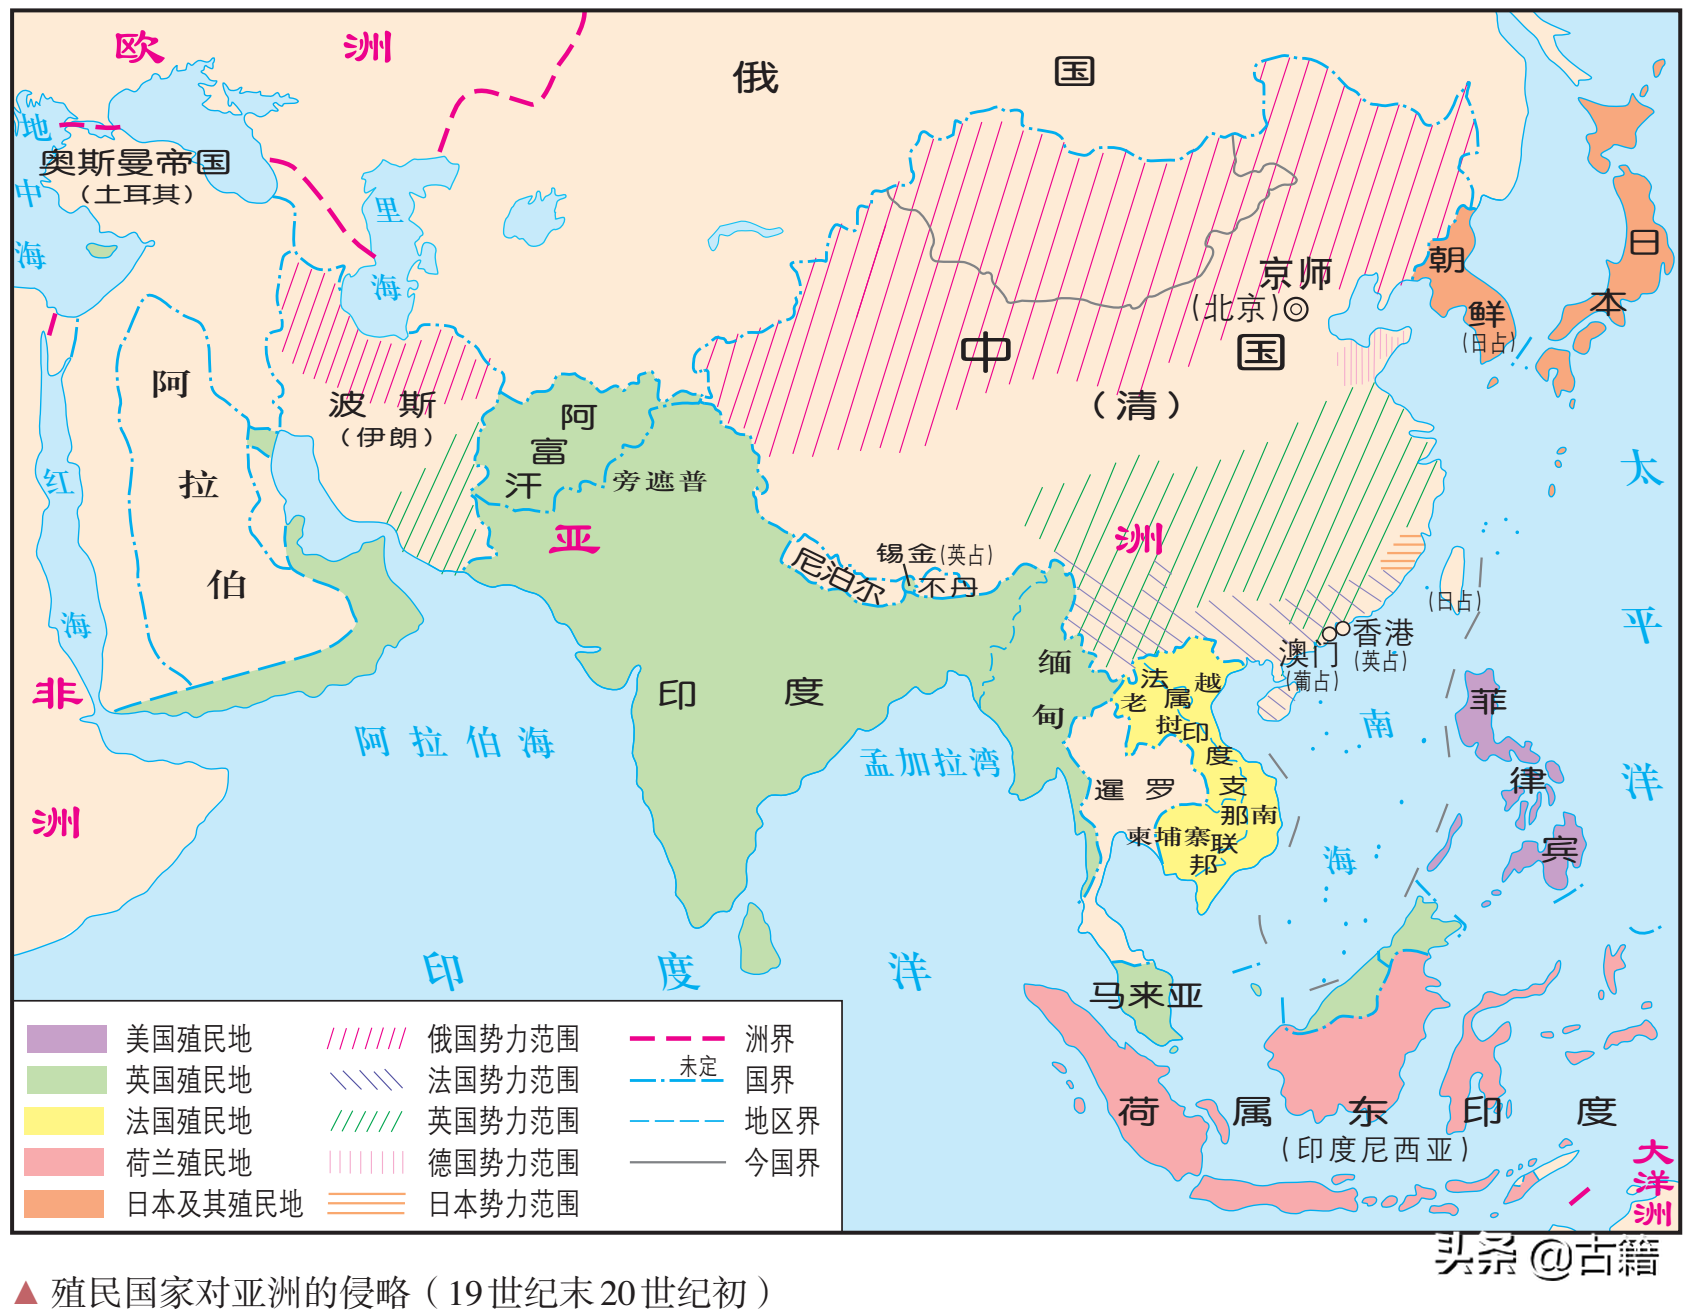 欧洲
俄国
地中海
奥斯曼帝国
(土耳其)
里海
日本
朝鲜
(日占)
京师
(北京)
中国
(清)
阿拉伯
波斯
(伊朗)
阿富汗
旁遮普
红海
太平洋
亚洲
锡金(英占)
尼泊尔
不丹
(日占)
香港
(英占)
澳门
(葡占)
缅甸
印度
非洲
阿拉伯海
孟加拉湾
老挝
越南
法属印度支那联邦
暹罗
柬埔寨
南海
菲律宾
印度洋
马来亚
荷属东印度
(印度尼西亚)
大洋洲
美国殖民地
英国殖民地
法国殖民地
荷兰殖民地
日本及其殖民地
俄国势力范围
法国势力范围
英国势力范围
德国势力范围
日本势力范围
洲界
未定
国界
地区界
今国界
头条 @古籍
▲ 殖民国家对亚洲的侵略（19世纪末20世纪初）